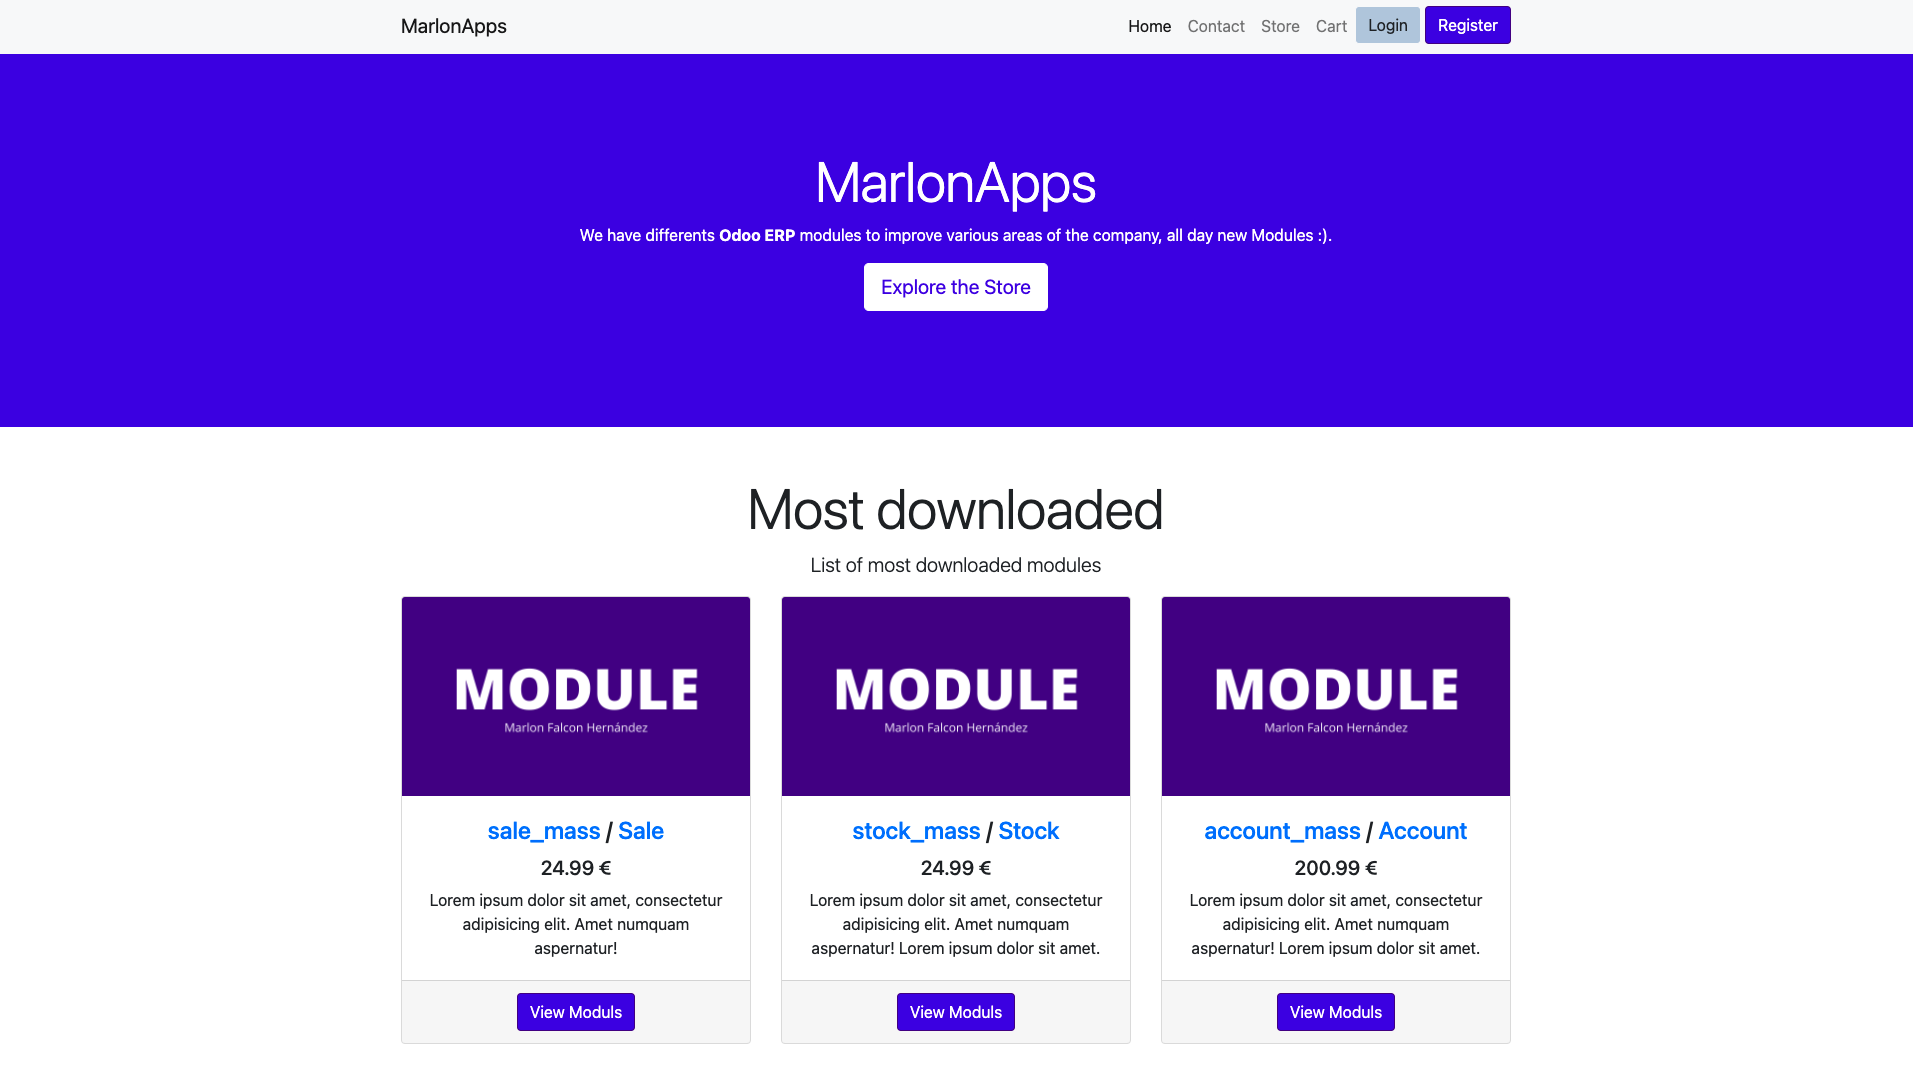 MarlonApps
Home Contact Store Cart Login Register
MarlonApps
We have differents Odoo ERP modules to improve various areas of the company, all day new Modules :).
Explore the Store
Most downloaded
List of most downloaded modules
MODULE
Marlon Falcon Hernández
sale_mass / Sale
24.99 €
Lorem ipsum dolor sit amet, consectetur
adipisicing elit. Amet numquam
aspernatur!
View Moduls
MODULE
Marlon Falcon Hernández
stock_mass / Stock
24.99 €
Lorem ipsum dolor sit amet, consectetur
adipisicing elit. Amet numquam
aspernatur! Lorem ipsum dolor sit amet.
View Moduls
MODULE
Marlon Falcon Hernández
account_mass / Account
200.99 €
Lorem ipsum dolor sit amet, consectetur
adipisicing elit. Amet numquam
aspernatur! Lorem ipsum dolor sit amet.
View Moduls